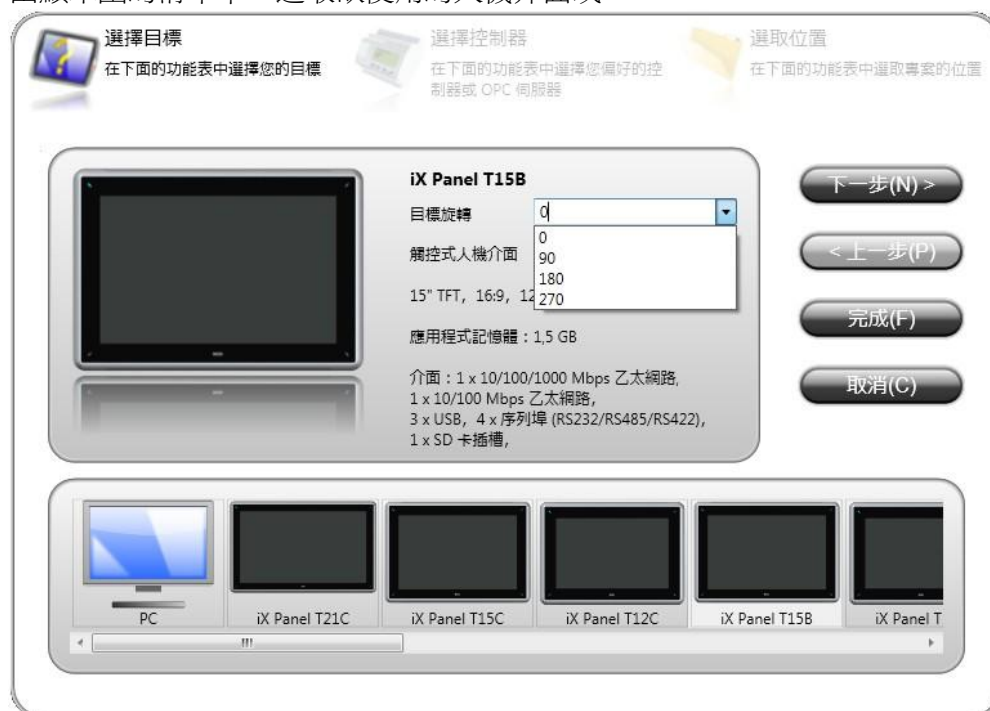 選擇目標
在下面的功能表中選擇您的目標
選擇控制器
在下面的功能表中選擇您偏好的控
制器或 OPC 伺服器
選取位置
在下面的功能表中選取專案的位置
iX Panel T15B
目標旋轉
0
0
90
180
270
觸控式人機介面
15" TFT, 16:9, 12
應用程式記憶體：1,5 GB
介面：1 x 10/100/1000 Mbps 乙太網路,
1 x 10/100 Mbps 乙太網路,
3 x USB, 4 x 序列埠 (RS232/RS485/RS422),
1 x SD 卡插槽,
下一步(N) >
< 上一步(P)
完成(F)
取消(C)
PC
iX Panel T21C
iX Panel T15C
iX Panel T12C
iX Panel T15B
iX Panel T